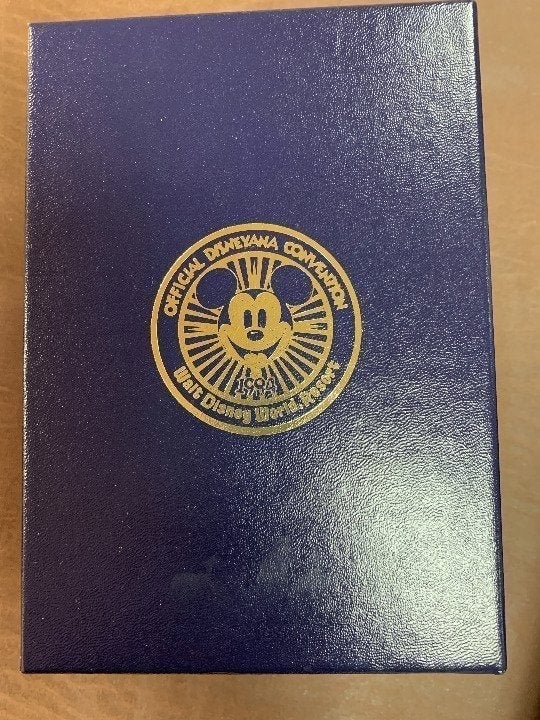 OFFICIAL DISNEYANA CONVENTION
1994
Walt Disney World Resort